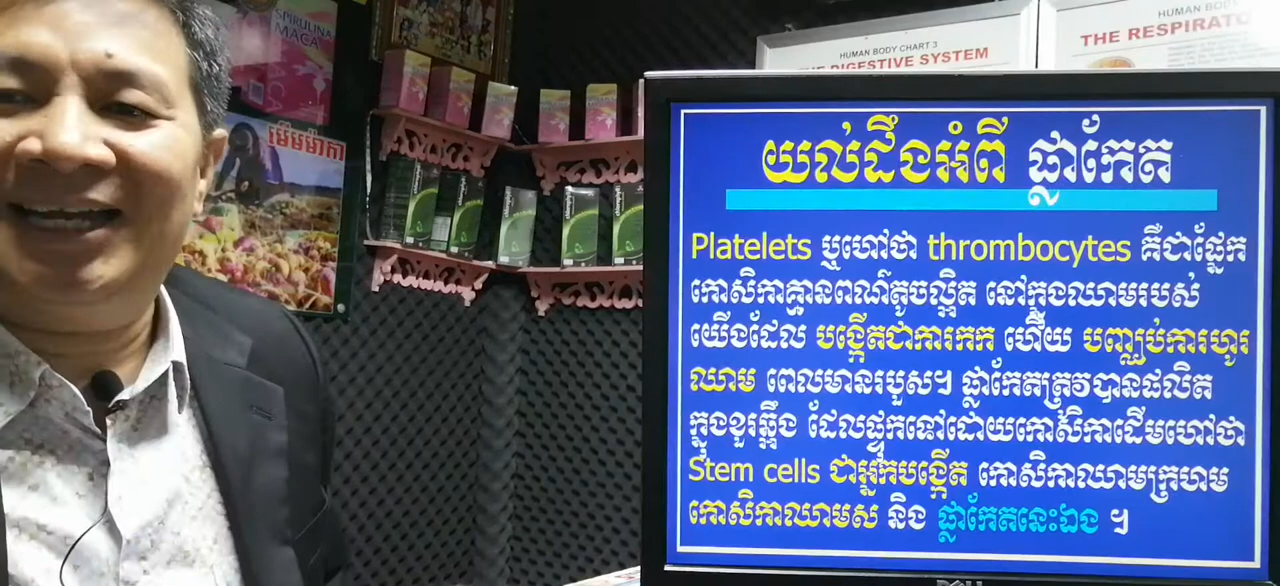 SPIRULINA
MACA
មើមម៉ាកា
HUMAN BODY CHART 3
THE DIGESTIVE SYSTEM
HUMAN BODY
THE RESPIRATO
យល់ដឹងអំពី ផ្លាកែត
Platelets ឬហៅថា thrombocytes គឺជាផ្នែក
កោសិកាគ្មានពណ៌តូចល្អិត នៅក្នុងឈាមរបស់
យើងដែល បង្កើតជាការកក ហើយ បញ្ឈប់ការហូរ
ឈាម ពេលមានរបួស។ ផ្លាកែតត្រូវបានផលិត
ក្នុងខួរឆ្អឹង ដែលផ្ទុកទៅដោយកោសិកាដើមហៅថា
Stem cells ជាអ្នកបង្កើត កោសិកាឈាមក្រហម
កោសិកាឈាមស និង ផ្លាកែតនេះឯង ។